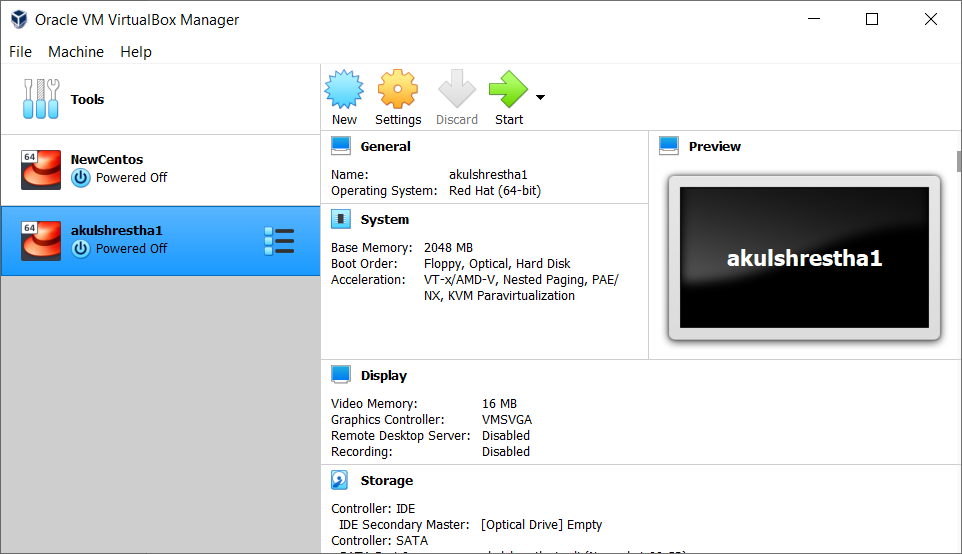 Oracle VM VirtualBox Manager
File Machine Help
Tools
New Settings Discard Start
64 NewCentos
Powered Off
64 akulshrestha1
Powered Off
General
Name: akulshrestha1
Operating System: Red Hat (64-bit)
System
Base Memory: 2048 MB
Boot Order: Floppy, Optical, Hard Disk
Acceleration: VT-x/AMD-V, Nested Paging, PAE/
NX, KVM Paravirtualization
Preview
akulshrestha1
Display
Video Memory: 16 MB
Graphics Controller: VMSVGA
Remote Desktop Server: Disabled
Recording: Disabled
Storage
Controller: IDE
IDE Secondary Master: [Optical Drive] Empty
Controller: SATA